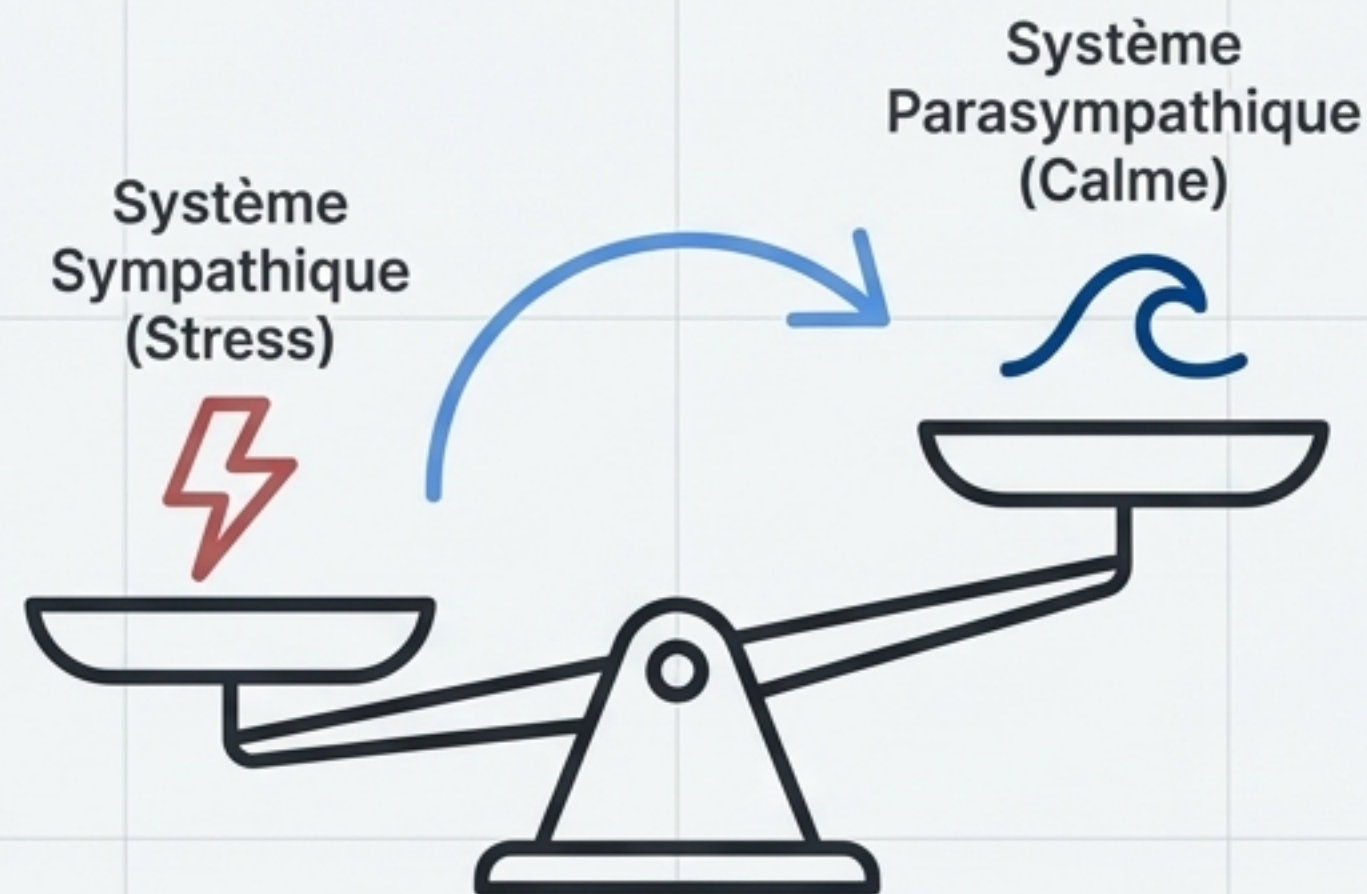 Système
Sympathique
(Stress)
Système
Parasympathique
(Calme)